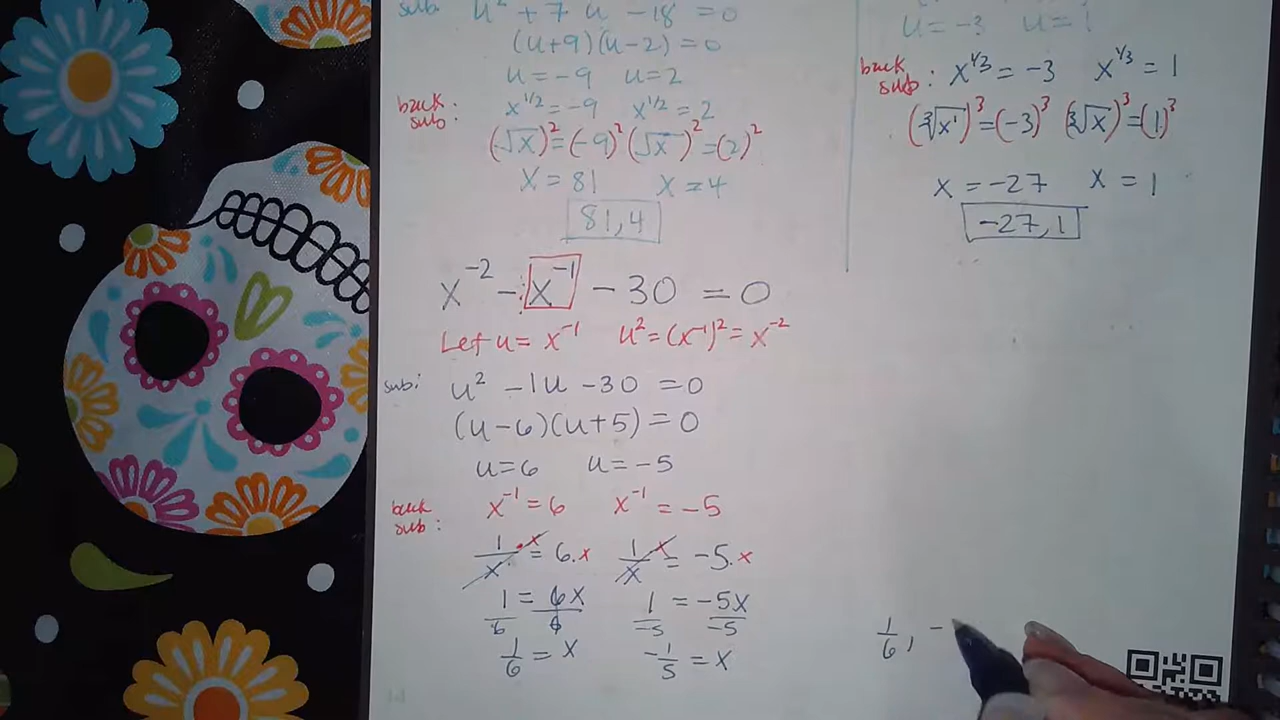 sub: u² + 7u - 18 = 0
(u+9)(u-2) = 0
u = -9 u = 2
back sub: x^1/2 = -9 x^1/2 = 2
(√x)² = (-9)² (√x)² = (2)²
x = 81 x = 4
81, 4
x^-2 - x^-1 - 30 = 0
Let u = x^-1 u² = (x^-1)² = x^-2
sub: u² - 1u - 30 = 0
(u-6)(u+5) = 0
u = 6 u = -5
back sub: x^-1 = 6 x^-1 = -5
1/x · x = 6 · x 1/x · x = -5 · x
1/6 = 6x/6 1/-5 = -5x/-5
1/6 = x -1/5 = x
u = -3 u = 1
back sub: x^1/3 = -3 x^1/3 = 1
(∛x)³ = (-3)³ (∛x)³ = (1)³
x = -27 x = 1
-27, 1
1/6, -